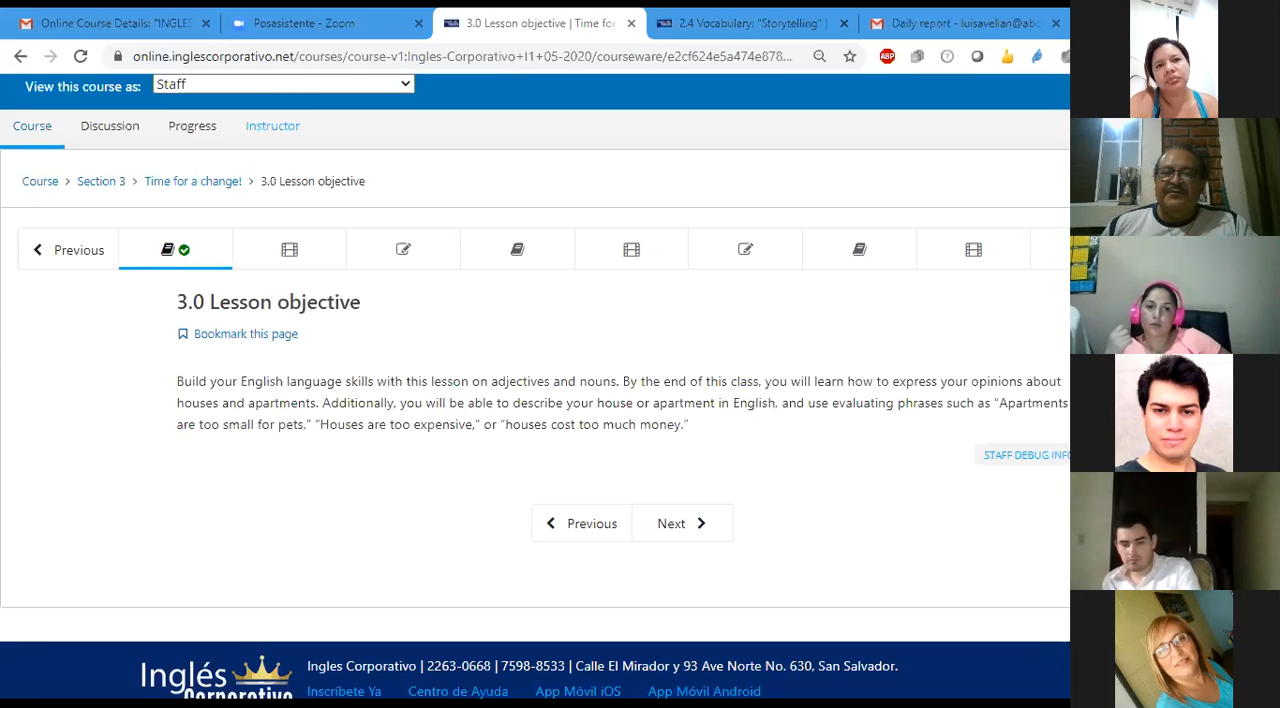 Online Course Details: "INGLES
Posasistente - Zoom
3.0 Lesson objective | Time for
2.4 Vocabulary: "Storytelling" |
Daily report - luisavelian@abc
online.inglescorporativo.net/courses/course-v1:Ingles-Corporativo+I1+05-2020/courseware/e2cf624e5a474e878...
ABP
View this course as:
Staff
Course
Discussion
Progress
Instructor
Course > Section 3 > Time for a change! > 3.0 Lesson objective
Previous
3.0 Lesson objective
Bookmark this page
Build your English language skills with this lesson on adjectives and nouns. By the end of this class, you will learn how to express your opinions about
houses and apartments. Additionally, you will be able to describe your house or apartment in English, and use evaluating phrases such as “Apartments
are too small for pets,” “Houses are too expensive,” or “houses cost too much money.”
STAFF DEBUG INFO
Previous
Next
Inglés
Corporativo
Ingles Corporativo | 2263-0668 | 7598-8533 | Calle El Mirador y 93 Ave Norte No. 630, San Salvador.
Inscríbete Ya
Centro de Ayuda
App Móvil iOS
App Móvil Android